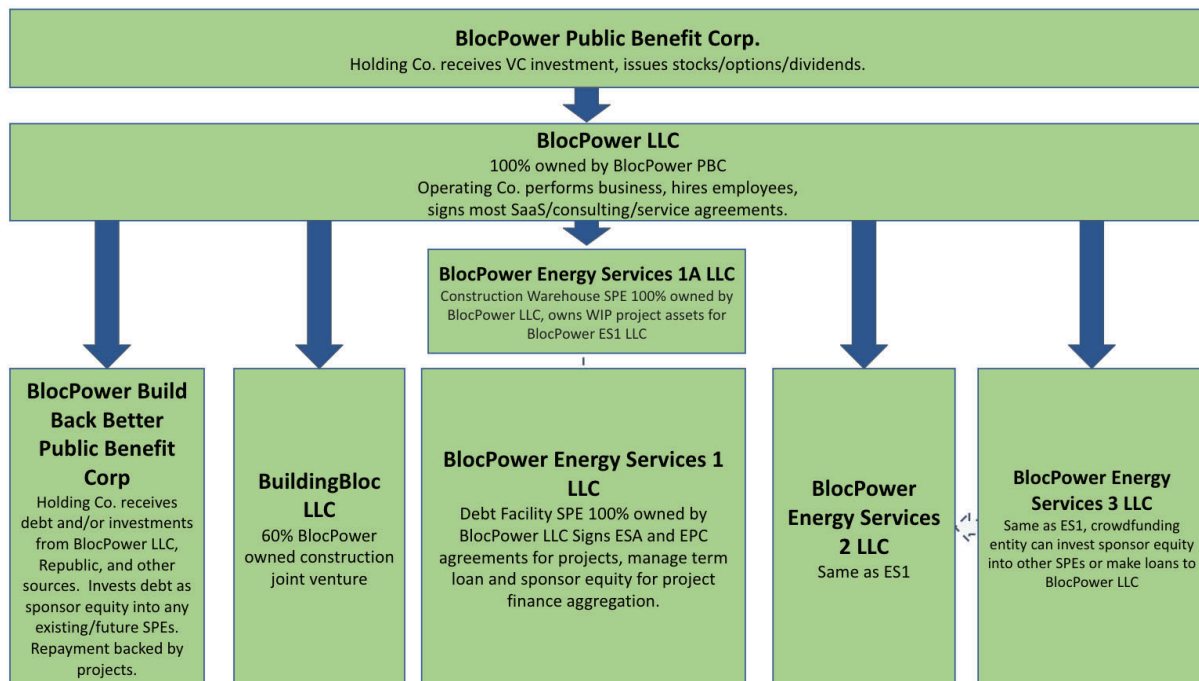 BlocPower Public Benefit Corp.
Holding Co. receives VC investment, issues stocks/options/dividends.
BlocPower LLC
100% owned by BlocPower PBC
Operating Co. performs business, hires employees,
signs most SaaS/consulting/service agreements.
BlocPower Energy Services 1A LLC
Construction Warehouse SPE 100% owned by
BlocPower LLC, owns WIP project assets for
BlocPower ES1 LLC
BlocPower Build
Back Better
Public Benefit
Corp
Holding Co. receives
debt and/or investments
from BlocPower LLC,
Republic, and other
sources. Invests debt as
sponsor equity into any
existing/future SPEs.
Repayment backed by
projects.
BuildingBloc
LLC
60% BlocPower
owned construction
joint venture
BlocPower Energy Services 1
LLC
Debt Facility SPE 100% owned by
BlocPower LLC Signs ESA and EPC
agreements for projects, manage term
loan and sponsor equity for project
finance aggregation.
BlocPower
Energy Services
2 LLC
Same as ES1
BlocPower Energy
Services 3 LLC
Same as ES1, crowdfunding
entity can invest sponsor equity
into other SPEs or make loans to
BlocPower LLC